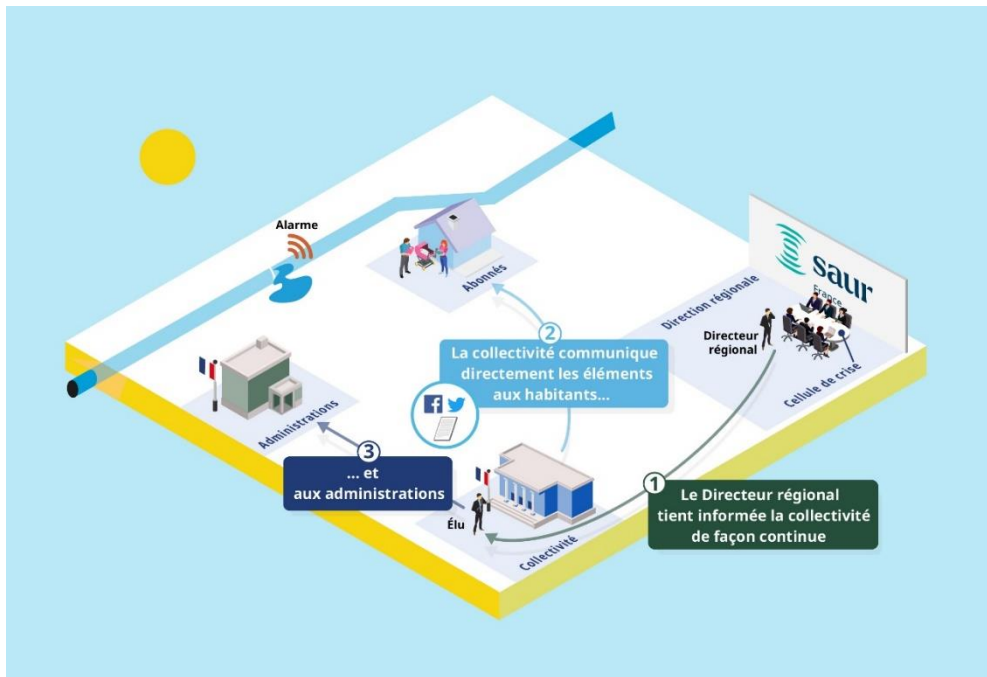 Alarme
Abonnés
saur
France
Direction régionale
Directeur
régional
Cellule de crise
2
La collectivité communique
directement les éléments
aux habitants...
Administrations
3
... et
aux administrations
1
Le Directeur régional
tient informée la collectivité
de façon continue
Élu
Collectivité